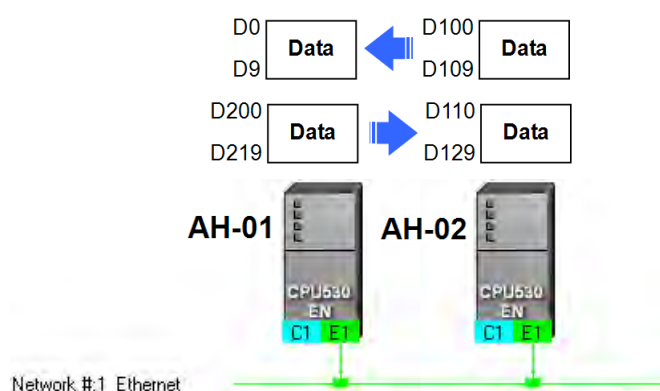 D0 Data D100 Data
D9 D109
D200 Data D110 Data
D219 D129
AH-01 AH-02
CPU530 CPU530
EN EN
C1 E1 C1 E1
Network #:1 Ethernet